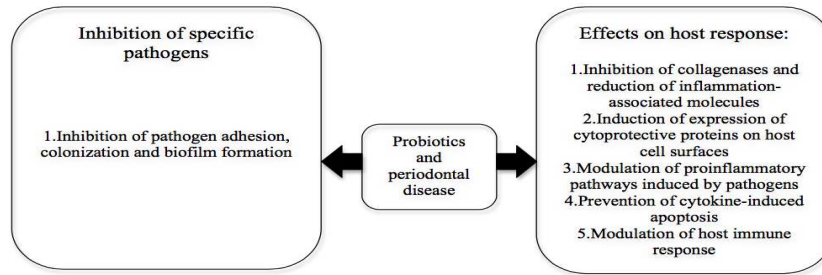 Inhibition of specific
pathogens
1.Inhibition of pathogen adhesion,
colonization and biofilm formation
Probiotics
and
periodontal
disease
Effects on host response:
1.Inhibition of collagenases and
reduction of inflammation-
associated molecules
2.Induction of expression of
cytoprotective proteins on host
cell surfaces
3.Modulation of proinflammatory
pathways induced by pathogens
4.Prevention of cytokine-induced
apoptosis
5.Modulation of host immune
response